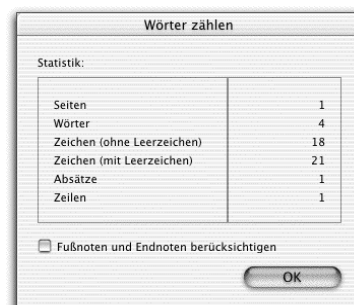 Wörter zählen
Statistik:
Seiten 1
Wörter 4
Zeichen (ohne Leerzeichen) 18
Zeichen (mit Leerzeichen) 21
Absätze 1
Zeilen 1
Fußnoten und Endnoten berücksichtigen
OK